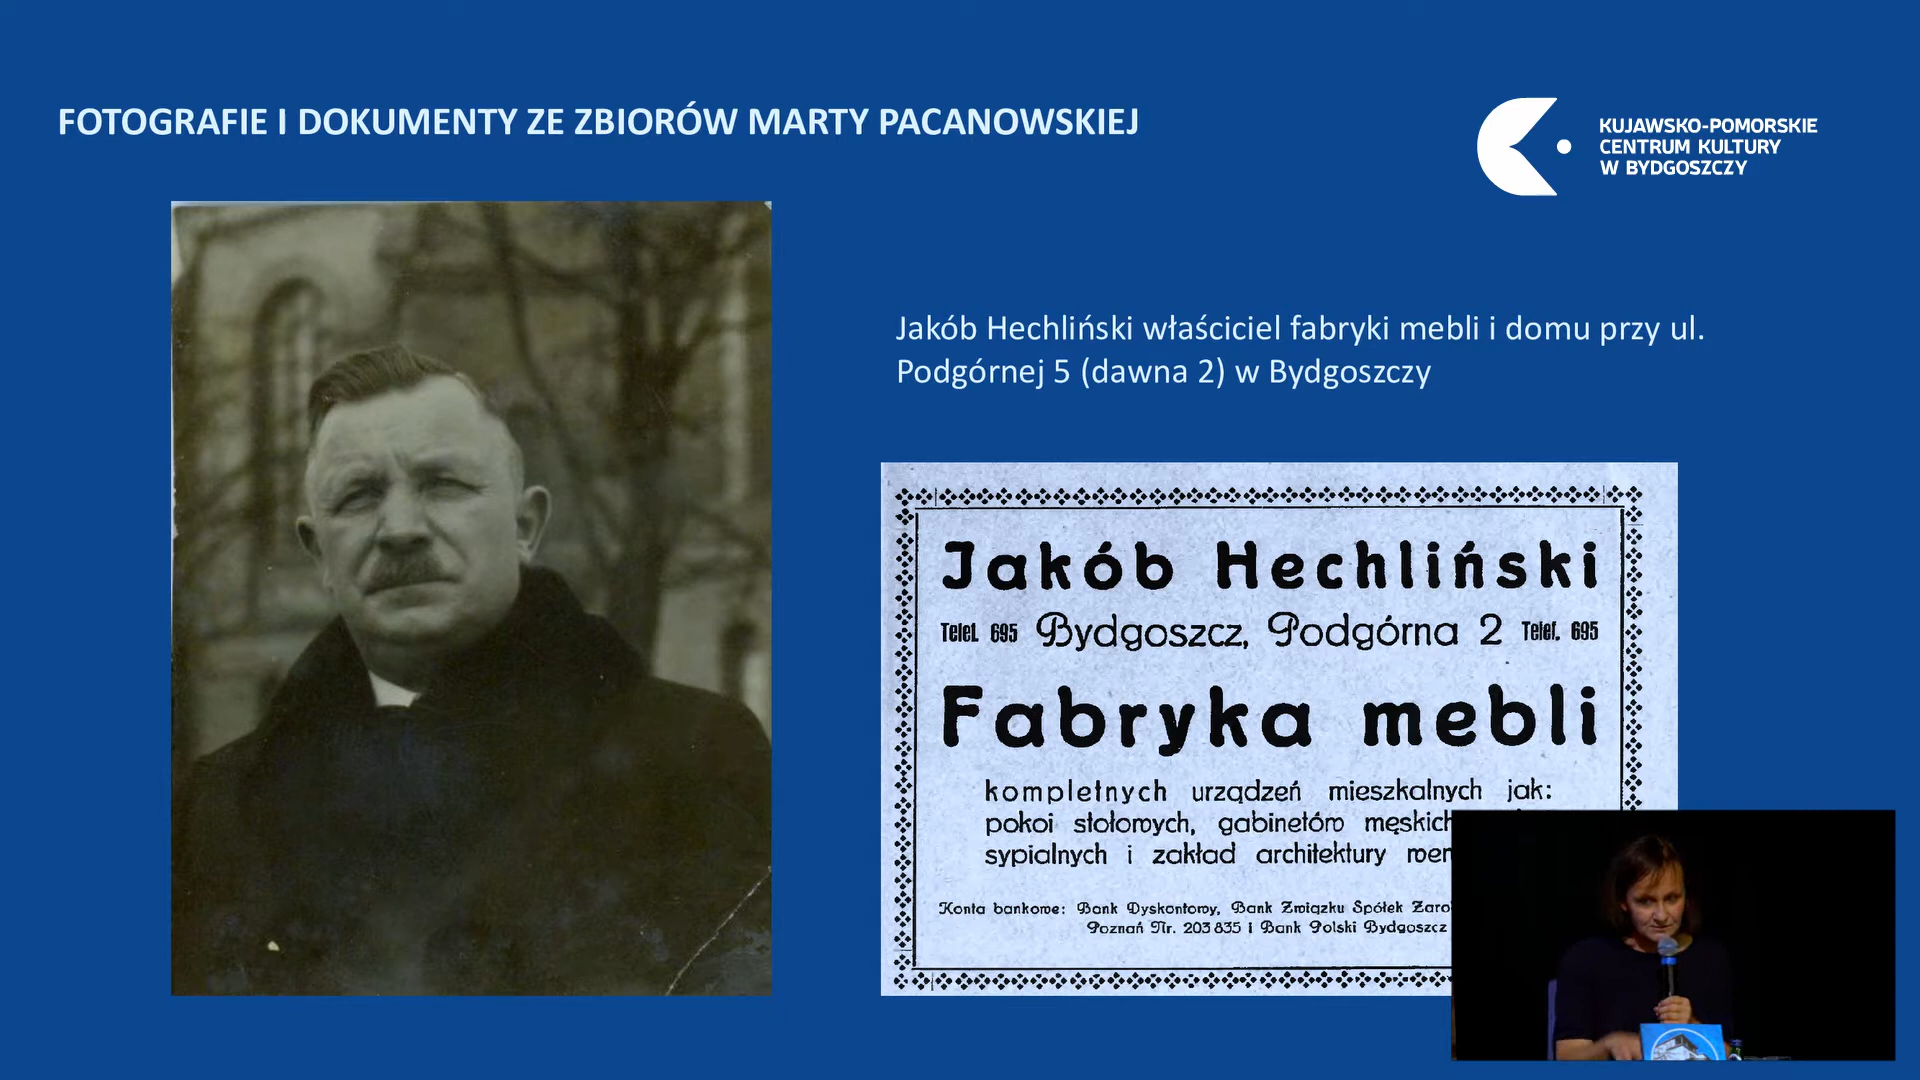 FOTOGRAFIE I DOKUMENTY ZE ZBIORÓW MARTY PACANOWSKIEJ
KUJAWSKO-POMORSKIE
CENTRUM KULTURY
W BYDGOSZCZY
Jakób Hechliński właściciel fabryki mebli i domu przy ul.
Podgórnej 5 (dawna 2) w Bydgoszczy
Jakób Hechliński
Telef. 695 Bydgoszcz, Podgórna 2 Telef. 695
Fabryka mebli
kompletnych urządzeń mieszkalnych jak:
pokoi stołowych, gabinetów męskich
sypialnych i zakład architektury
Konta bankowe: Bank Dyskontowy, Bank Związku Spółek
Poznań Nr. 203 835 i Bank Polski Bydgoszcz